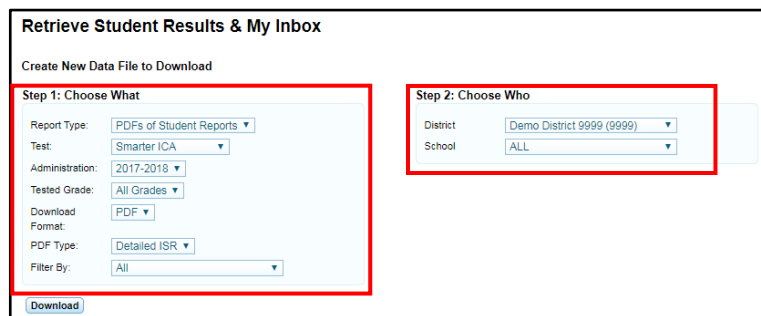 Retrieve Student Results & My Inbox
Create New Data File to Download
Step 1: Choose What
Report Type: PDFs of Student Reports
Test: Smarter ICA
Administration: 2017-2018
Tested Grade: All Grades
Download Format: PDF
PDF Type: Detailed ISR
Filter By: All
Download
Step 2: Choose Who
District Demo District 9999 (9999)
School ALL